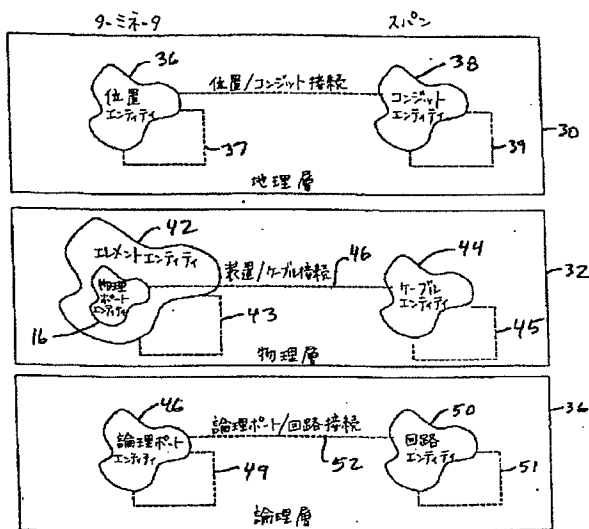 ターミネータ スパン
36 38
位置/コンジット接続
位置
エンティティ
コンジット
エンティティ
30
37 39
地理層
42
エレメントエンティティ
44
装置/ケーブル接続 46
物理
ポート
エンティティ
ケーブル
エンティティ
32
16 43 45
物理層
46 50
36
論理ポート/回路接続
論理ポート
エンティティ
回路
エンティティ
49 52 51
論理層